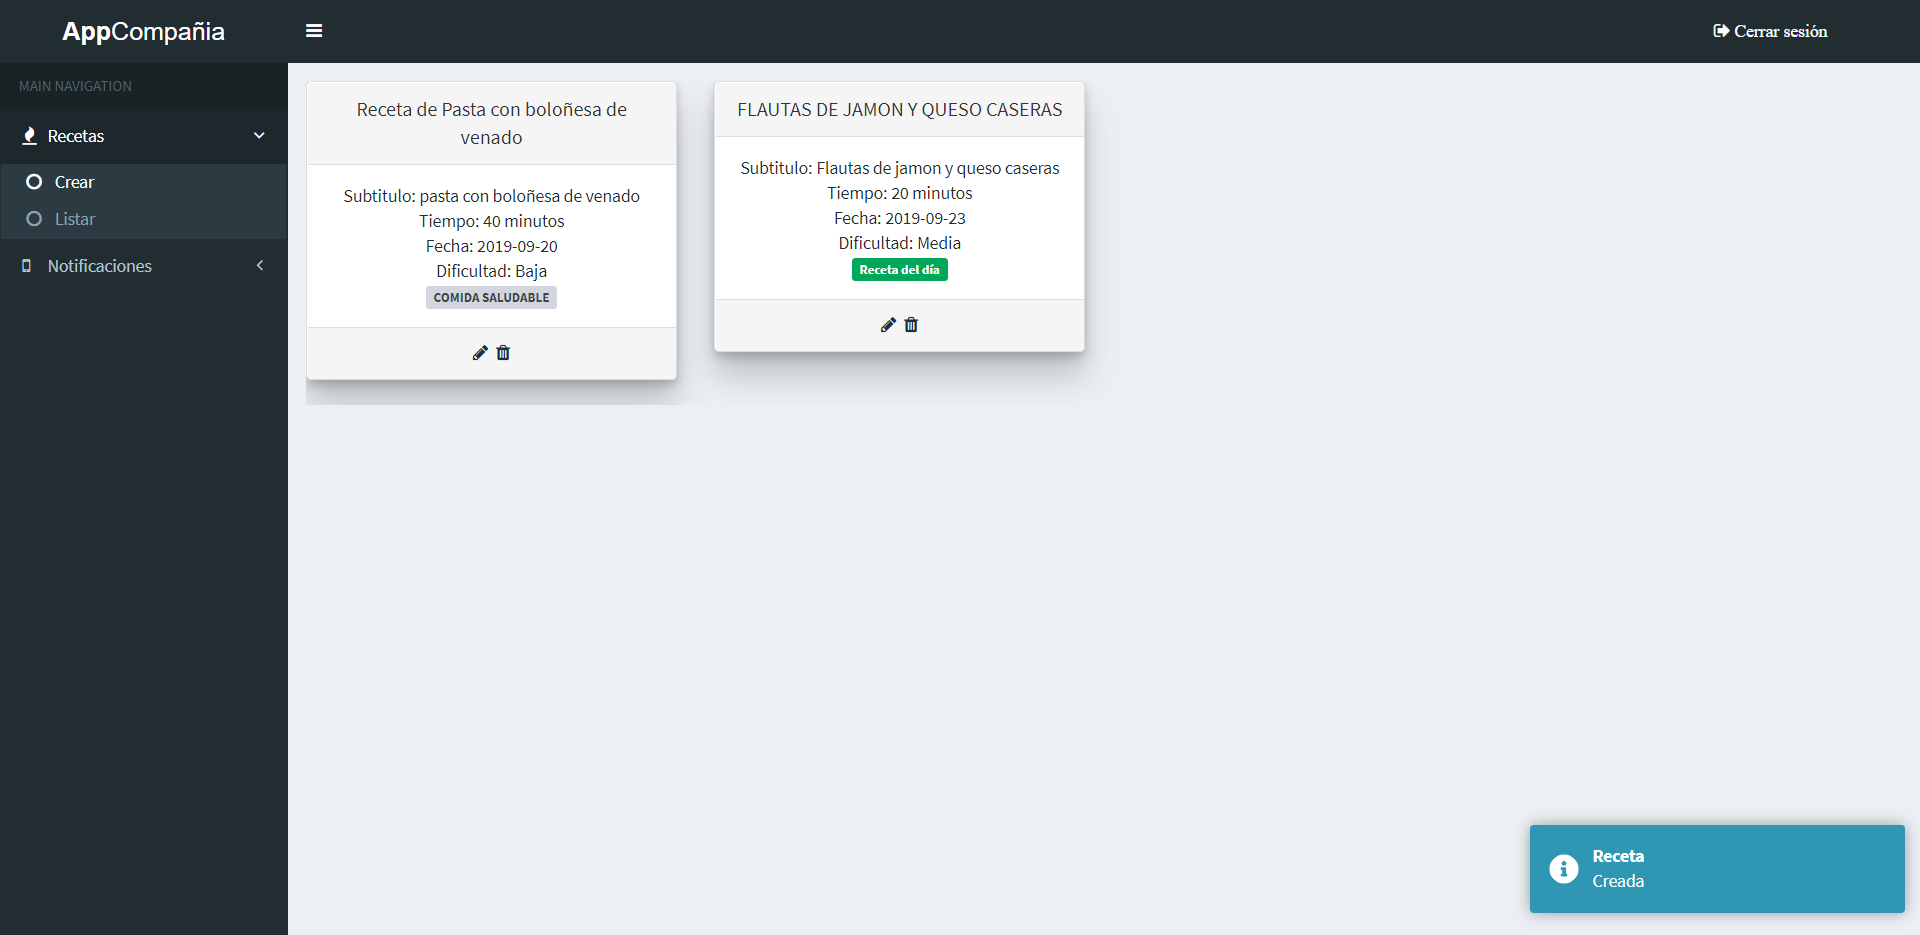 AppCompañia
Cerrar sesión
MAIN NAVIGATION
Recetas
Crear
Listar
Notificaciones
Receta de Pasta con boloñesa de
venado
Subtitulo: pasta con boloñesa de venado
Tiempo: 40 minutos
Fecha: 2019-09-20
Dificultad: Baja
COMIDA SALUDABLE
FLAUTAS DE JAMON Y QUESO CASERAS
Subtitulo: Flautas de jamon y queso caseras
Tiempo: 20 minutos
Fecha: 2019-09-23
Dificultad: Media
Receta del día
Receta
Creada